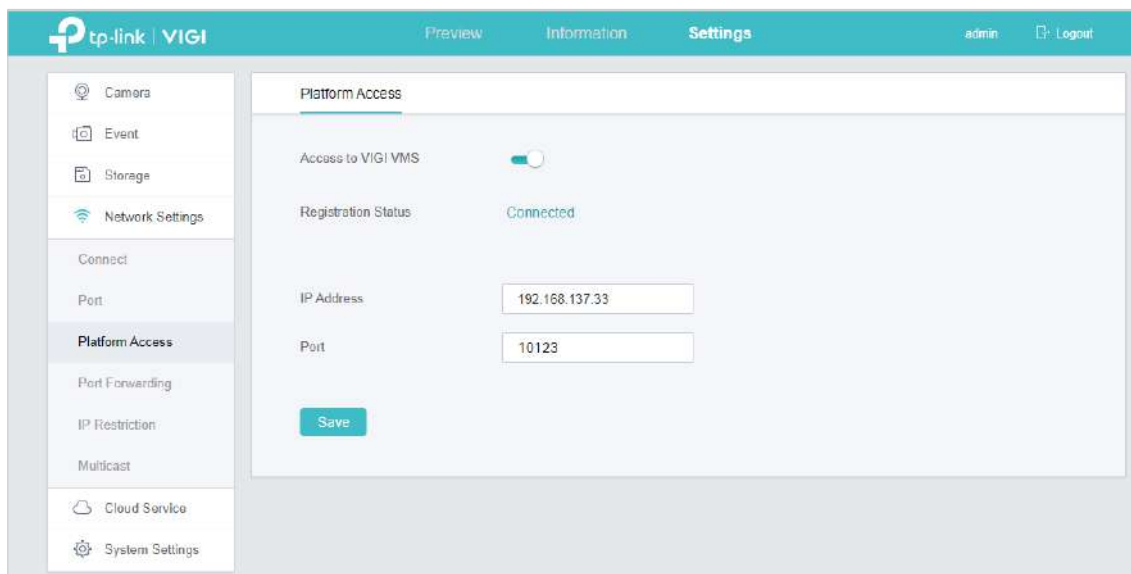 tp-link | VIGI
Preview
Information
Settings
admin
Logout
Camera
Event
Storage
Network Settings
Connect
Port
Platform Access
Port Forwarding
IP Restriction
Multicast
Cloud Service
System Settings
Platform Access
Access to VIGI VMS
Registration Status Connected
IP Address 192.168.137.33
Port 10123
Save